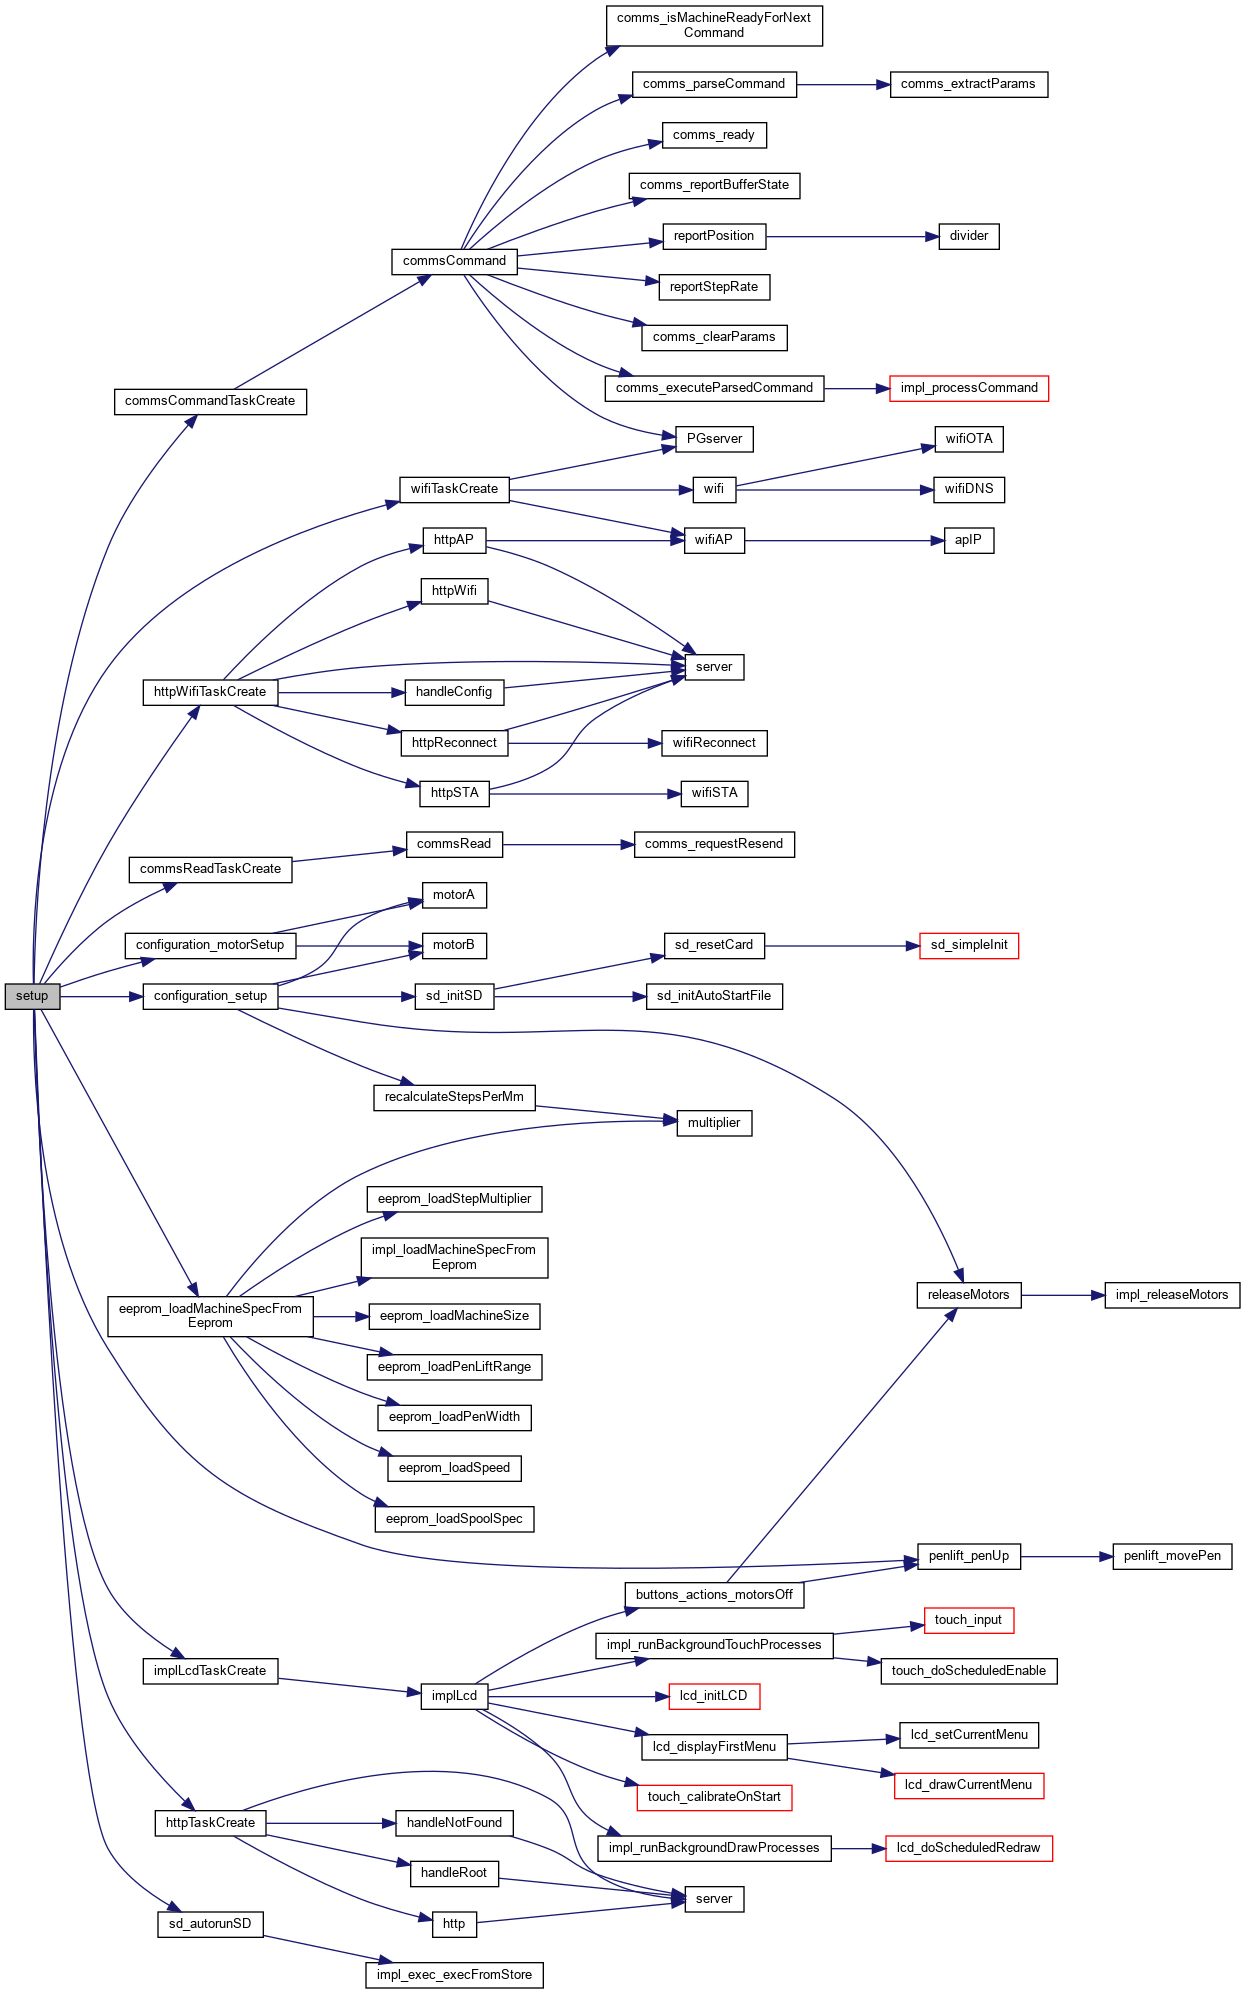 comms_isMachineReadyForNext
Command
comms_parseCommand
comms_extractParams
comms_ready
comms_reportBufferState
reportPosition
divider
commsCommand
reportStepRate
comms_clearParams
comms_executeParsedCommand
impl_processCommand
commsCommandTaskCreate
PGserver
wifiOTA
wifiTaskCreate
wifi
wifiDNS
httpAP
wifiAP
apIP
httpWifi
server
httpWifiTaskCreate
handleConfig
httpReconnect
wifiReconnect
httpSTA
wifiSTA
commsRead
comms_requestResend
commsReadTaskCreate
motorA
configuration_motorSetup
motorB
sd_resetCard
sd_simpleInit
setup
configuration_setup
sd_initSD
sd_initAutoStartFile
recalculateStepsPerMm
multiplier
eeprom_loadStepMultiplier
impl_loadMachineSpecFrom
Eeprom
releaseMotors
impl_releaseMotors
eeprom_loadMachineSpecFrom
Eeprom
eeprom_loadMachineSize
eeprom_loadPenLiftRange
eeprom_loadPenWidth
eeprom_loadSpeed
eeprom_loadSpoolSpec
penlift_penUp
penlift_movePen
buttons_actions_motorsOff
touch_input
impl_runBackgroundTouchProcesses
touch_doScheduledEnable
implLcdTaskCreate
implLcd
lcd_initLCD
lcd_setCurrentMenu
lcd_displayFirstMenu
lcd_drawCurrentMenu
touch_calibrateOnStart
httpTaskCreate
handleNotFound
impl_runBackgroundDrawProcesses
lcd_doScheduledRedraw
handleRoot
server
sd_autorunSD
http
impl_exec_execFromStore